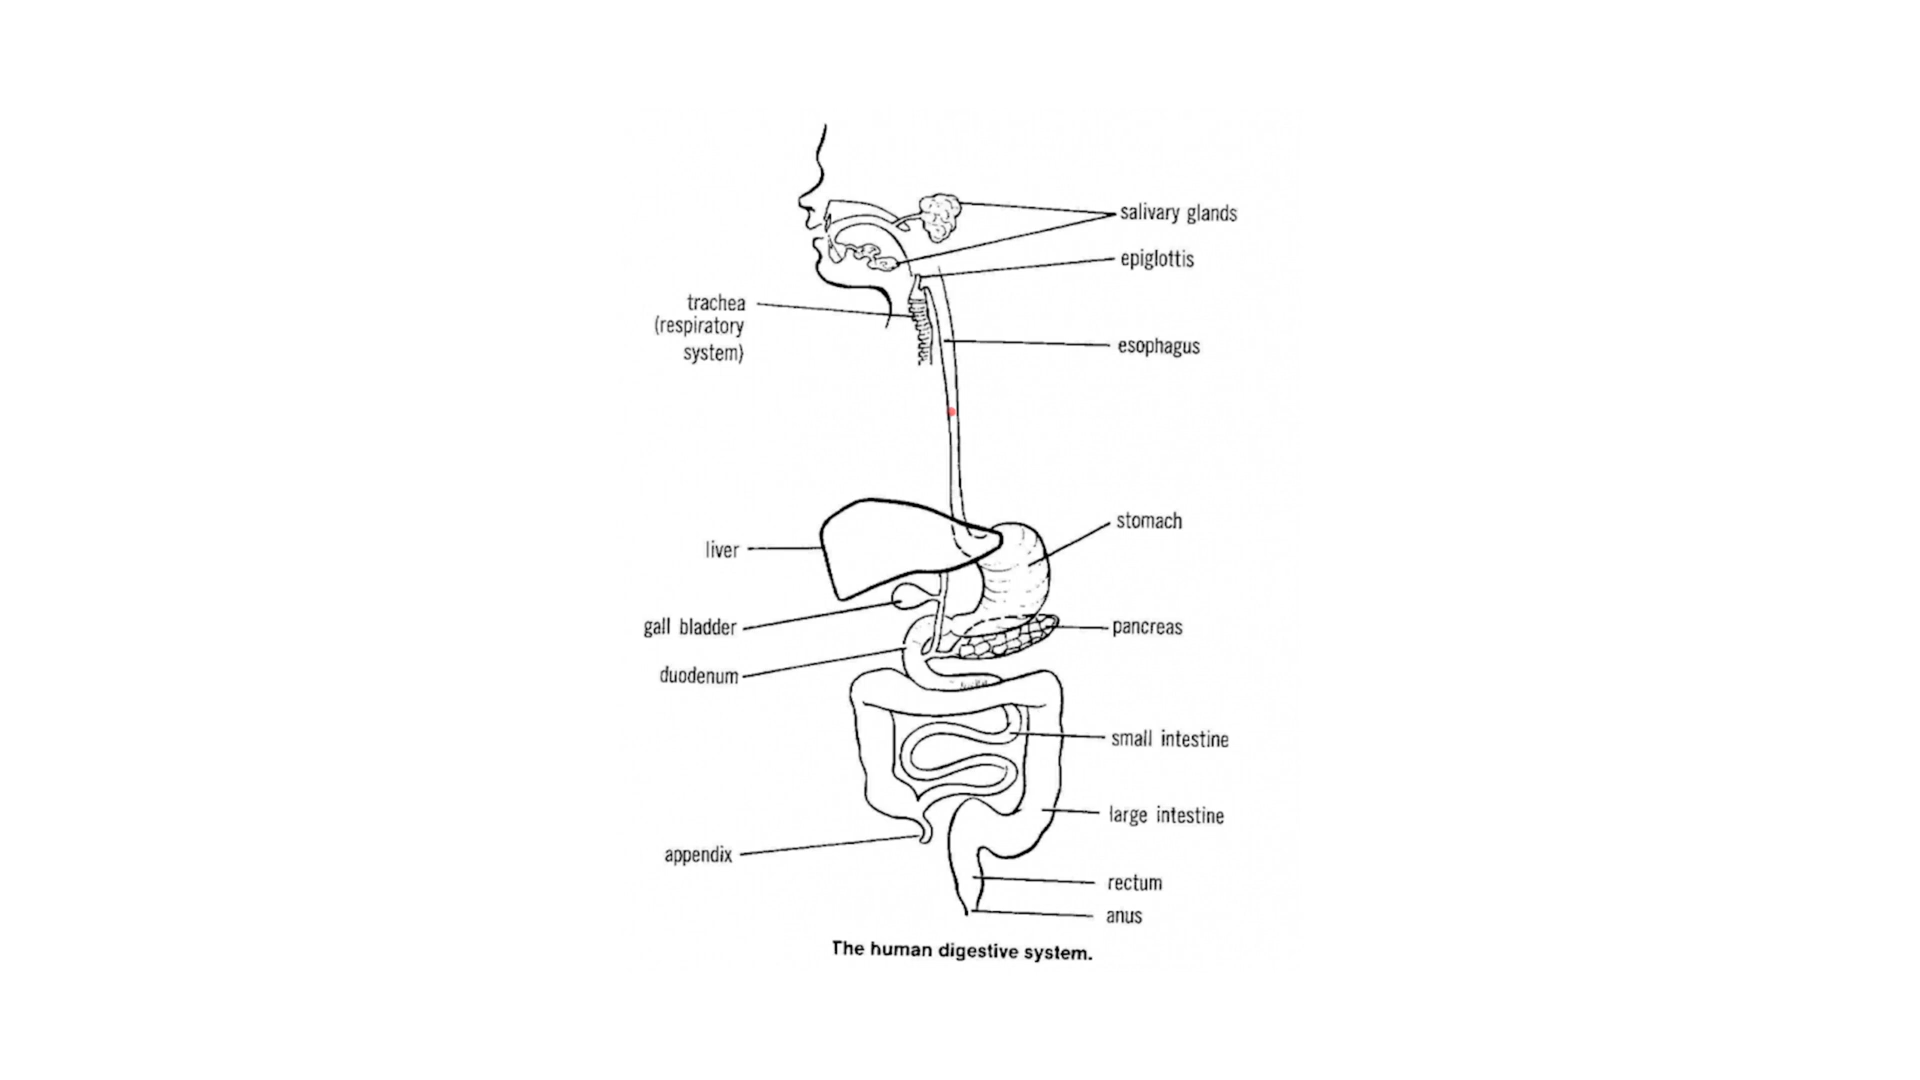 salivary glands
epiglottis
trachea
(respiratory
system)
esophagus
stomach
liver
gall bladder
pancreas
duodenum
small intestine
large intestine
appendix
rectum
anus
The human digestive system.